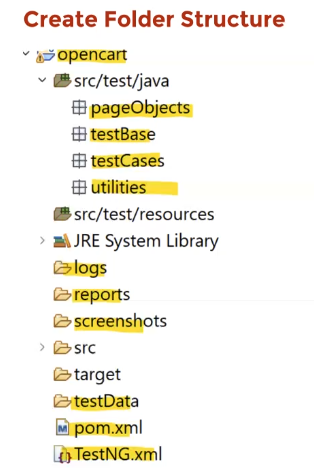 Create Folder Structure
opencart
src/test/java
pageObjects
testBase
testCases
utilities
src/test/resources
JRE System Library
logs
reports
screenshots
src
target
testData
pom.xml
TestNG.xml